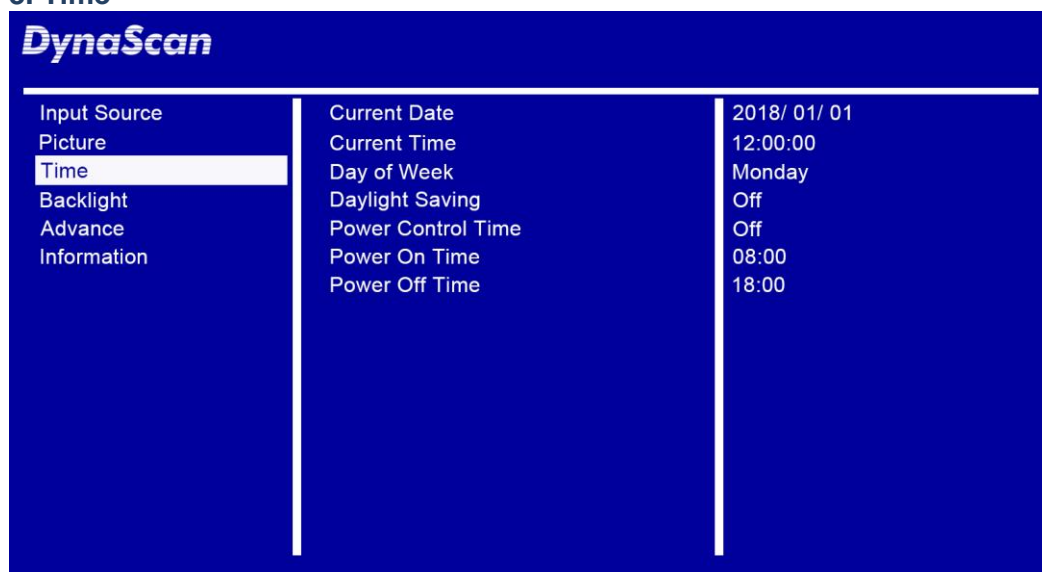 DynaScan
Input Source Current Date 2018/ 01/ 01
Picture Current Time 12:00:00
Time Day of Week Monday
Backlight Daylight Saving Off
Advance Power Control Time Off
Information Power On Time 08:00
Power Off Time 18:00